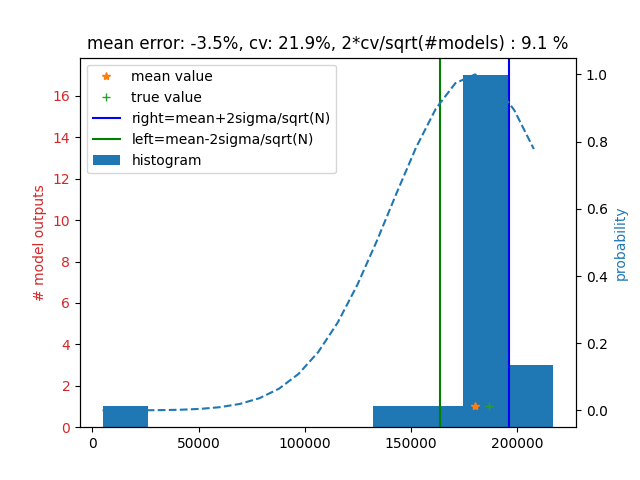 mean error: -3.5%, cv: 21.9%, 2*cv/sqrt(#models) : 9.1 %
mean value
true value
right=mean+2sigma/sqrt(N)
left=mean-2sigma/sqrt(N)
histogram
# model outputs
0
2
4
6
8
10
12
14
16
0
50000
100000
150000
200000
0.0
0.2
0.4
0.6
0.8
1.0
probability